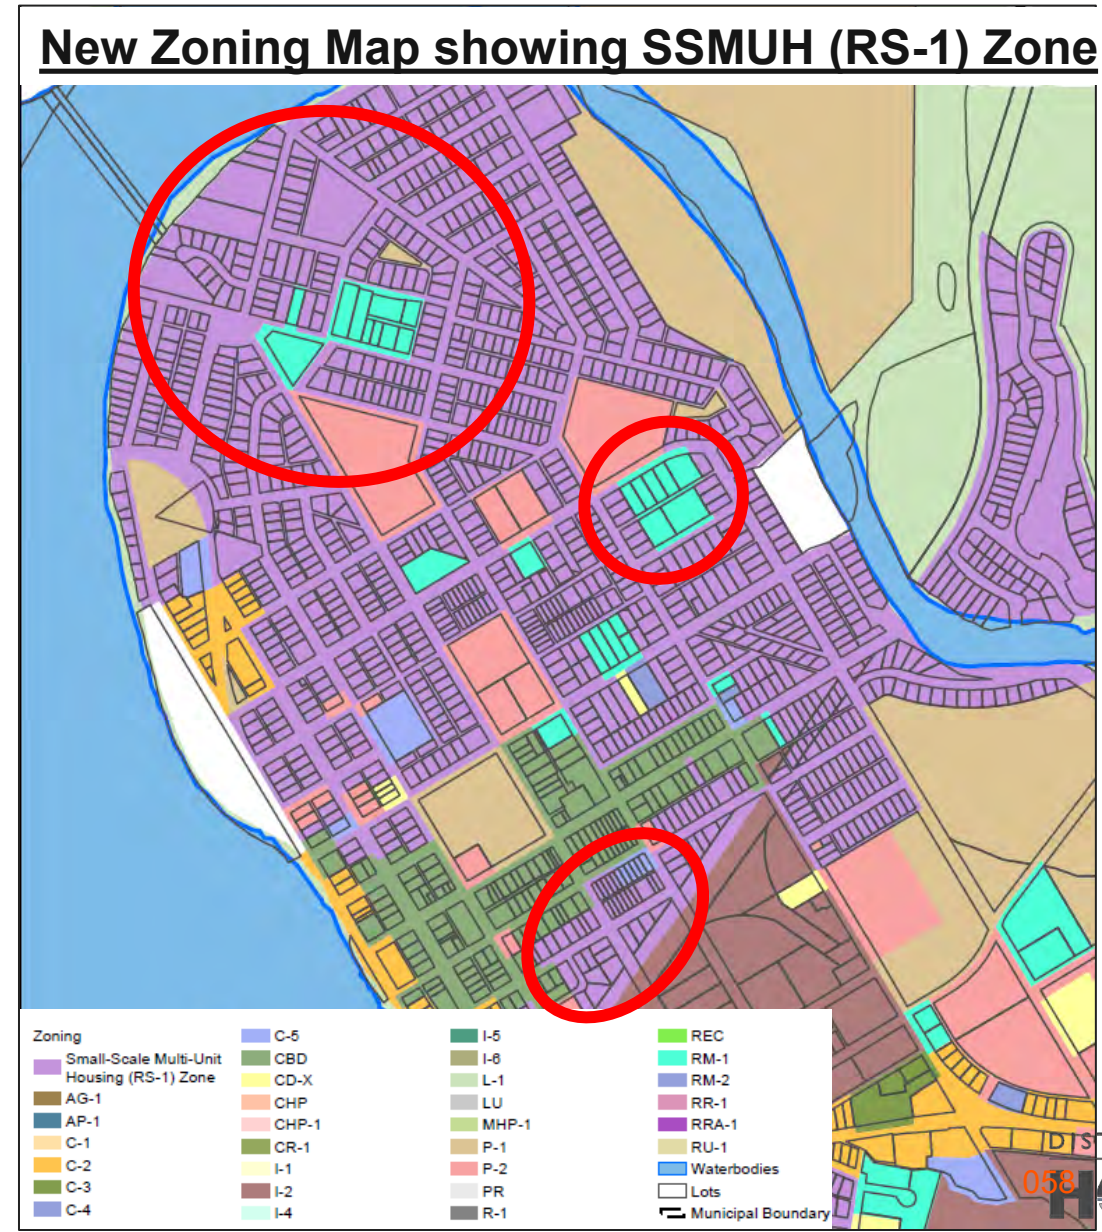 New Zoning Map showing SSMUH (RS-1) Zone
Zoning
Small-Scale Multi-Unit
Housing (RS-1) Zone
AG-1
AP-1
C-1
C-2
C-3
C-4
C-5
CBD
CD-X
CHP
CHP-1
CR-1
I-1
I-2
I-4
I-5
I-6
L-1
LU
MHP-1
P-1
P-2
PR
R-1
REC
RM-1
RM-2
RR-1
RRA-1
RU-1
Waterbodies
Lots
Municipal Boundary
DIS
058
H